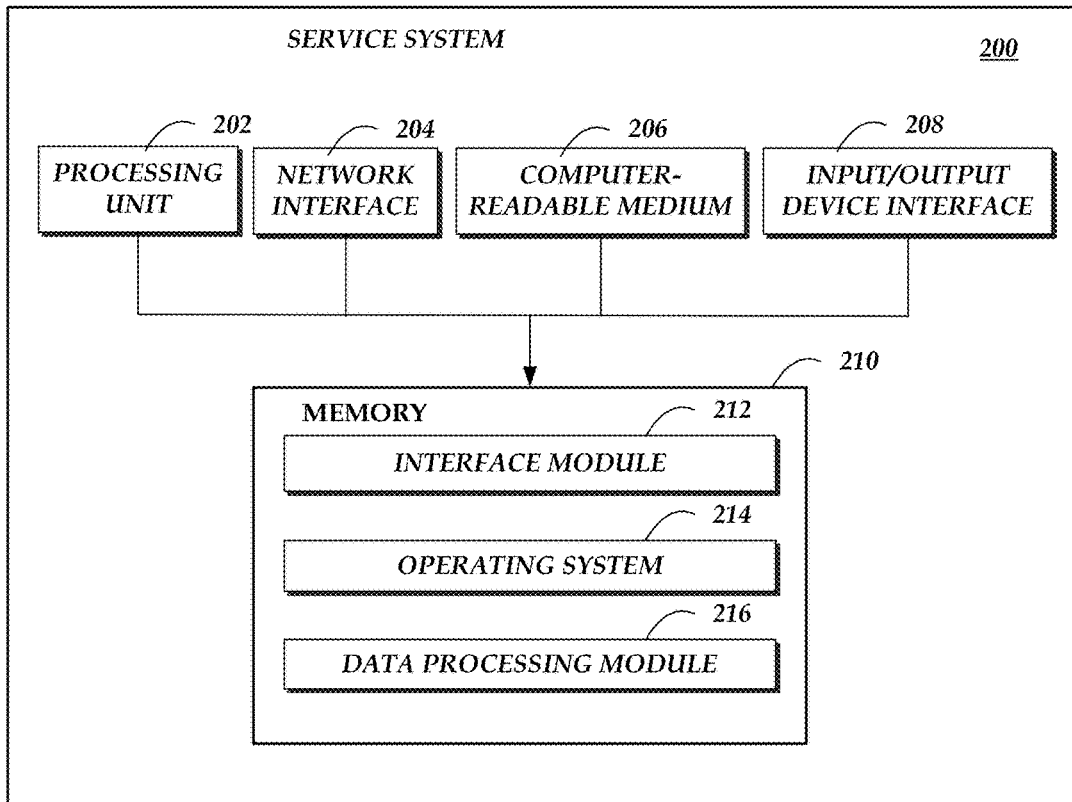 SERVICE SYSTEM
200
202
204
206
208
PROCESSING
UNIT
NETWORK
INTERFACE
COMPUTER-
READABLE MEDIUM
INPUT/OUTPUT
DEVICE INTERFACE
210
MEMORY
212
INTERFACE MODULE
214
OPERATING SYSTEM
216
DATA PROCESSING MODULE